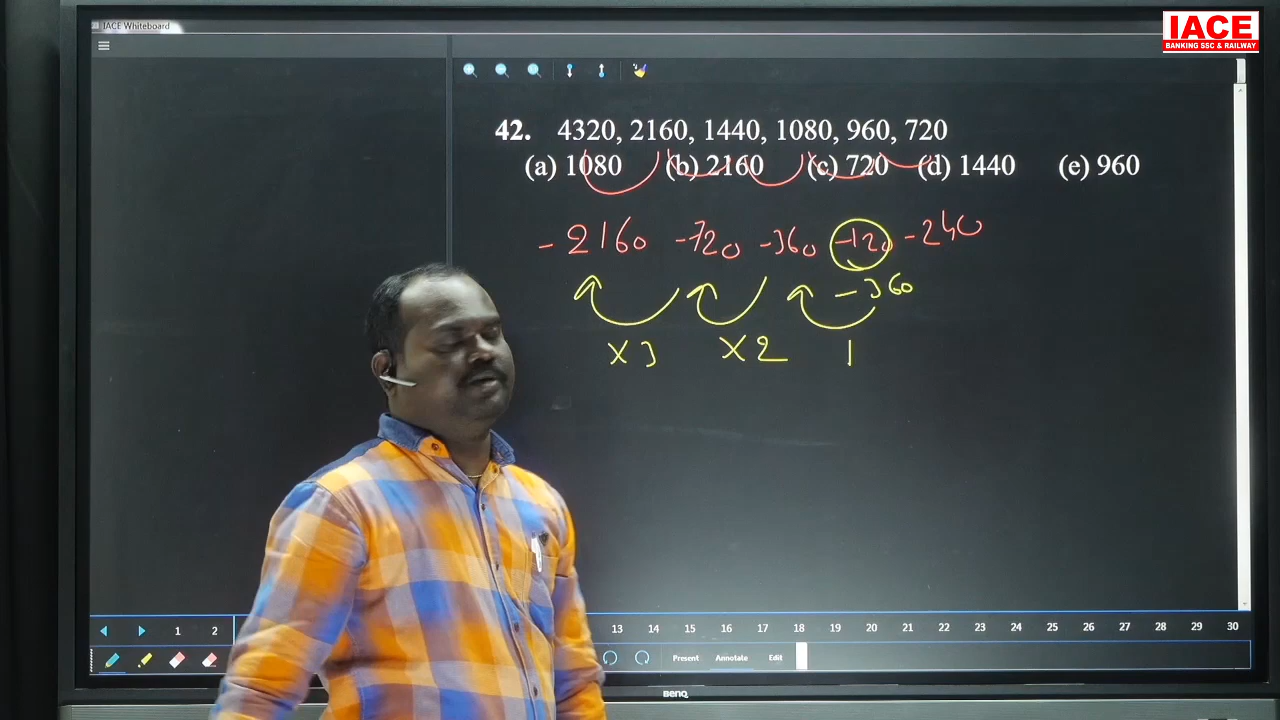 IACE Whiteboard
IACE
BANKING SSC & RAILWAY
42. 4320, 2160, 1440, 1080, 960, 720
(a) 1080 (b) 2160 (c) 720 (d) 1440 (e) 960
-2160 -720 -360 -120 -240
-360
×3 ×2 1
1 2 13 14 15 16 17 18 19 20 21 22 23 24 25 26 27 28 29 30
Present Annotate Edit
BenQ